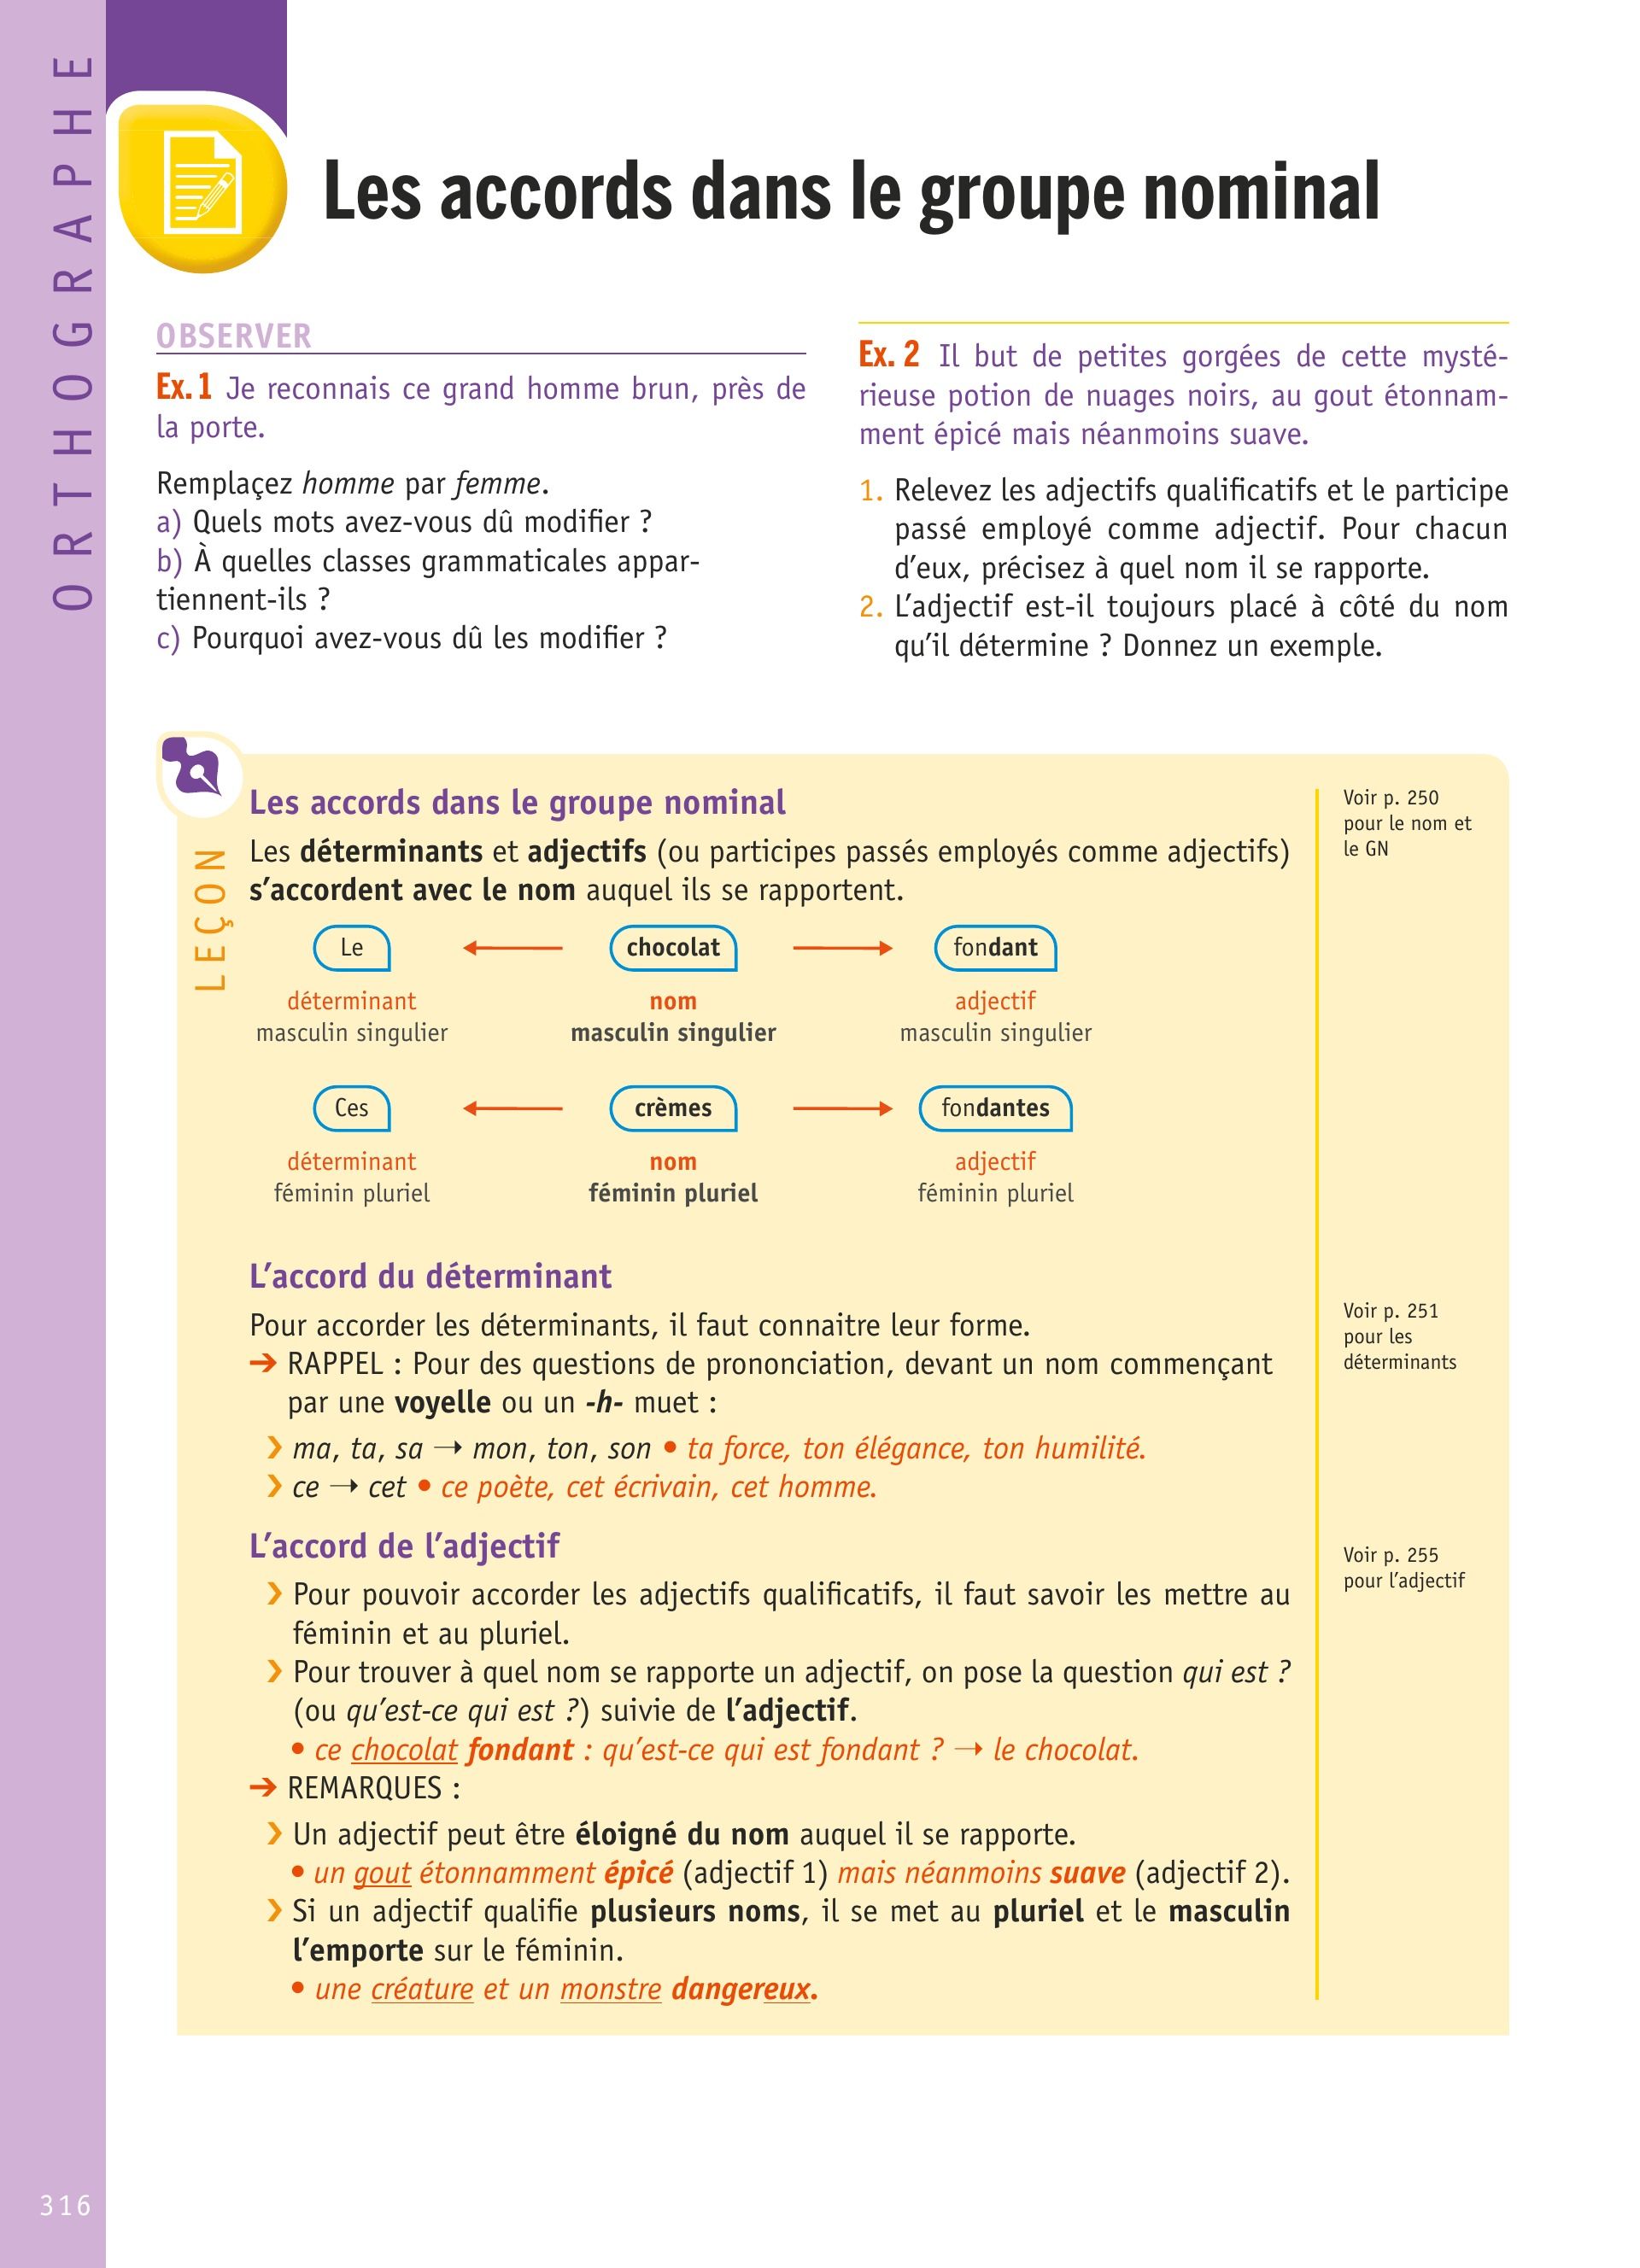 ORTHOGRAPHE
Les accords dans le groupe nominal
OBSERVER
Ex. 1 Je reconnais ce grand homme brun, près de
la porte.
Remplaçez homme par femme.
a) Quels mots avez-vous dû modifier ?
b) À quelles classes grammaticales appar-
tiennent-ils ?
c) Pourquoi avez-vous dû les modifier ?
Ex. 2 Il but de petites gorgées de cette mysté-
rieuse potion de nuages noirs, au gout étonnam-
ment épicé mais néanmoins suave.
1. Relevez les adjectifs qualificatifs et le participe
passé employé comme adjectif. Pour chacun
d’eux, précisez à quel nom il se rapporte.
2. L’adjectif est-il toujours placé à côté du nom
qu’il détermine ? Donnez un exemple.
LEÇON
Les accords dans le groupe nominal
Les déterminants et adjectifs (ou participes passés employés comme adjectifs)
s’accordent avec le nom auquel ils se rapportent.
Le chocolat fondant
déterminant nom adjectif
masculin singulier masculin singulier masculin singulier
Ces crèmes fondantes
déterminant nom adjectif
féminin pluriel féminin pluriel féminin pluriel
Voir p. 250
pour le nom et
le GN
L’accord du déterminant
Pour accorder les déterminants, il faut connaitre leur forme.
➔ RAPPEL : Pour des questions de prononciation, devant un nom commençant
par une voyelle ou un -h- muet :
❯ ma, ta, sa → mon, ton, son • ta force, ton élégance, ton humilité.
❯ ce → cet • ce poète, cet écrivain, cet homme.
Voir p. 251
pour les
déterminants
L’accord de l’adjectif
❯ Pour pouvoir accorder les adjectifs qualificatifs, il faut savoir les mettre au
féminin et au pluriel.
❯ Pour trouver à quel nom se rapporte un adjectif, on pose la question qui est ?
(ou qu’est-ce qui est ?) suivie de l’adjectif.
• ce chocolat fondant : qu’est-ce qui est fondant ? → le chocolat.
➔ REMARQUES :
❯ Un adjectif peut être éloigné du nom auquel il se rapporte.
• un gout étonnamment épicé (adjectif 1) mais néanmoins suave (adjectif 2).
❯ Si un adjectif qualifie plusieurs noms, il se met au pluriel et le masculin
l’emporte sur le féminin.
• une créature et un monstre dangereux.
Voir p. 255
pour l’adjectif
316